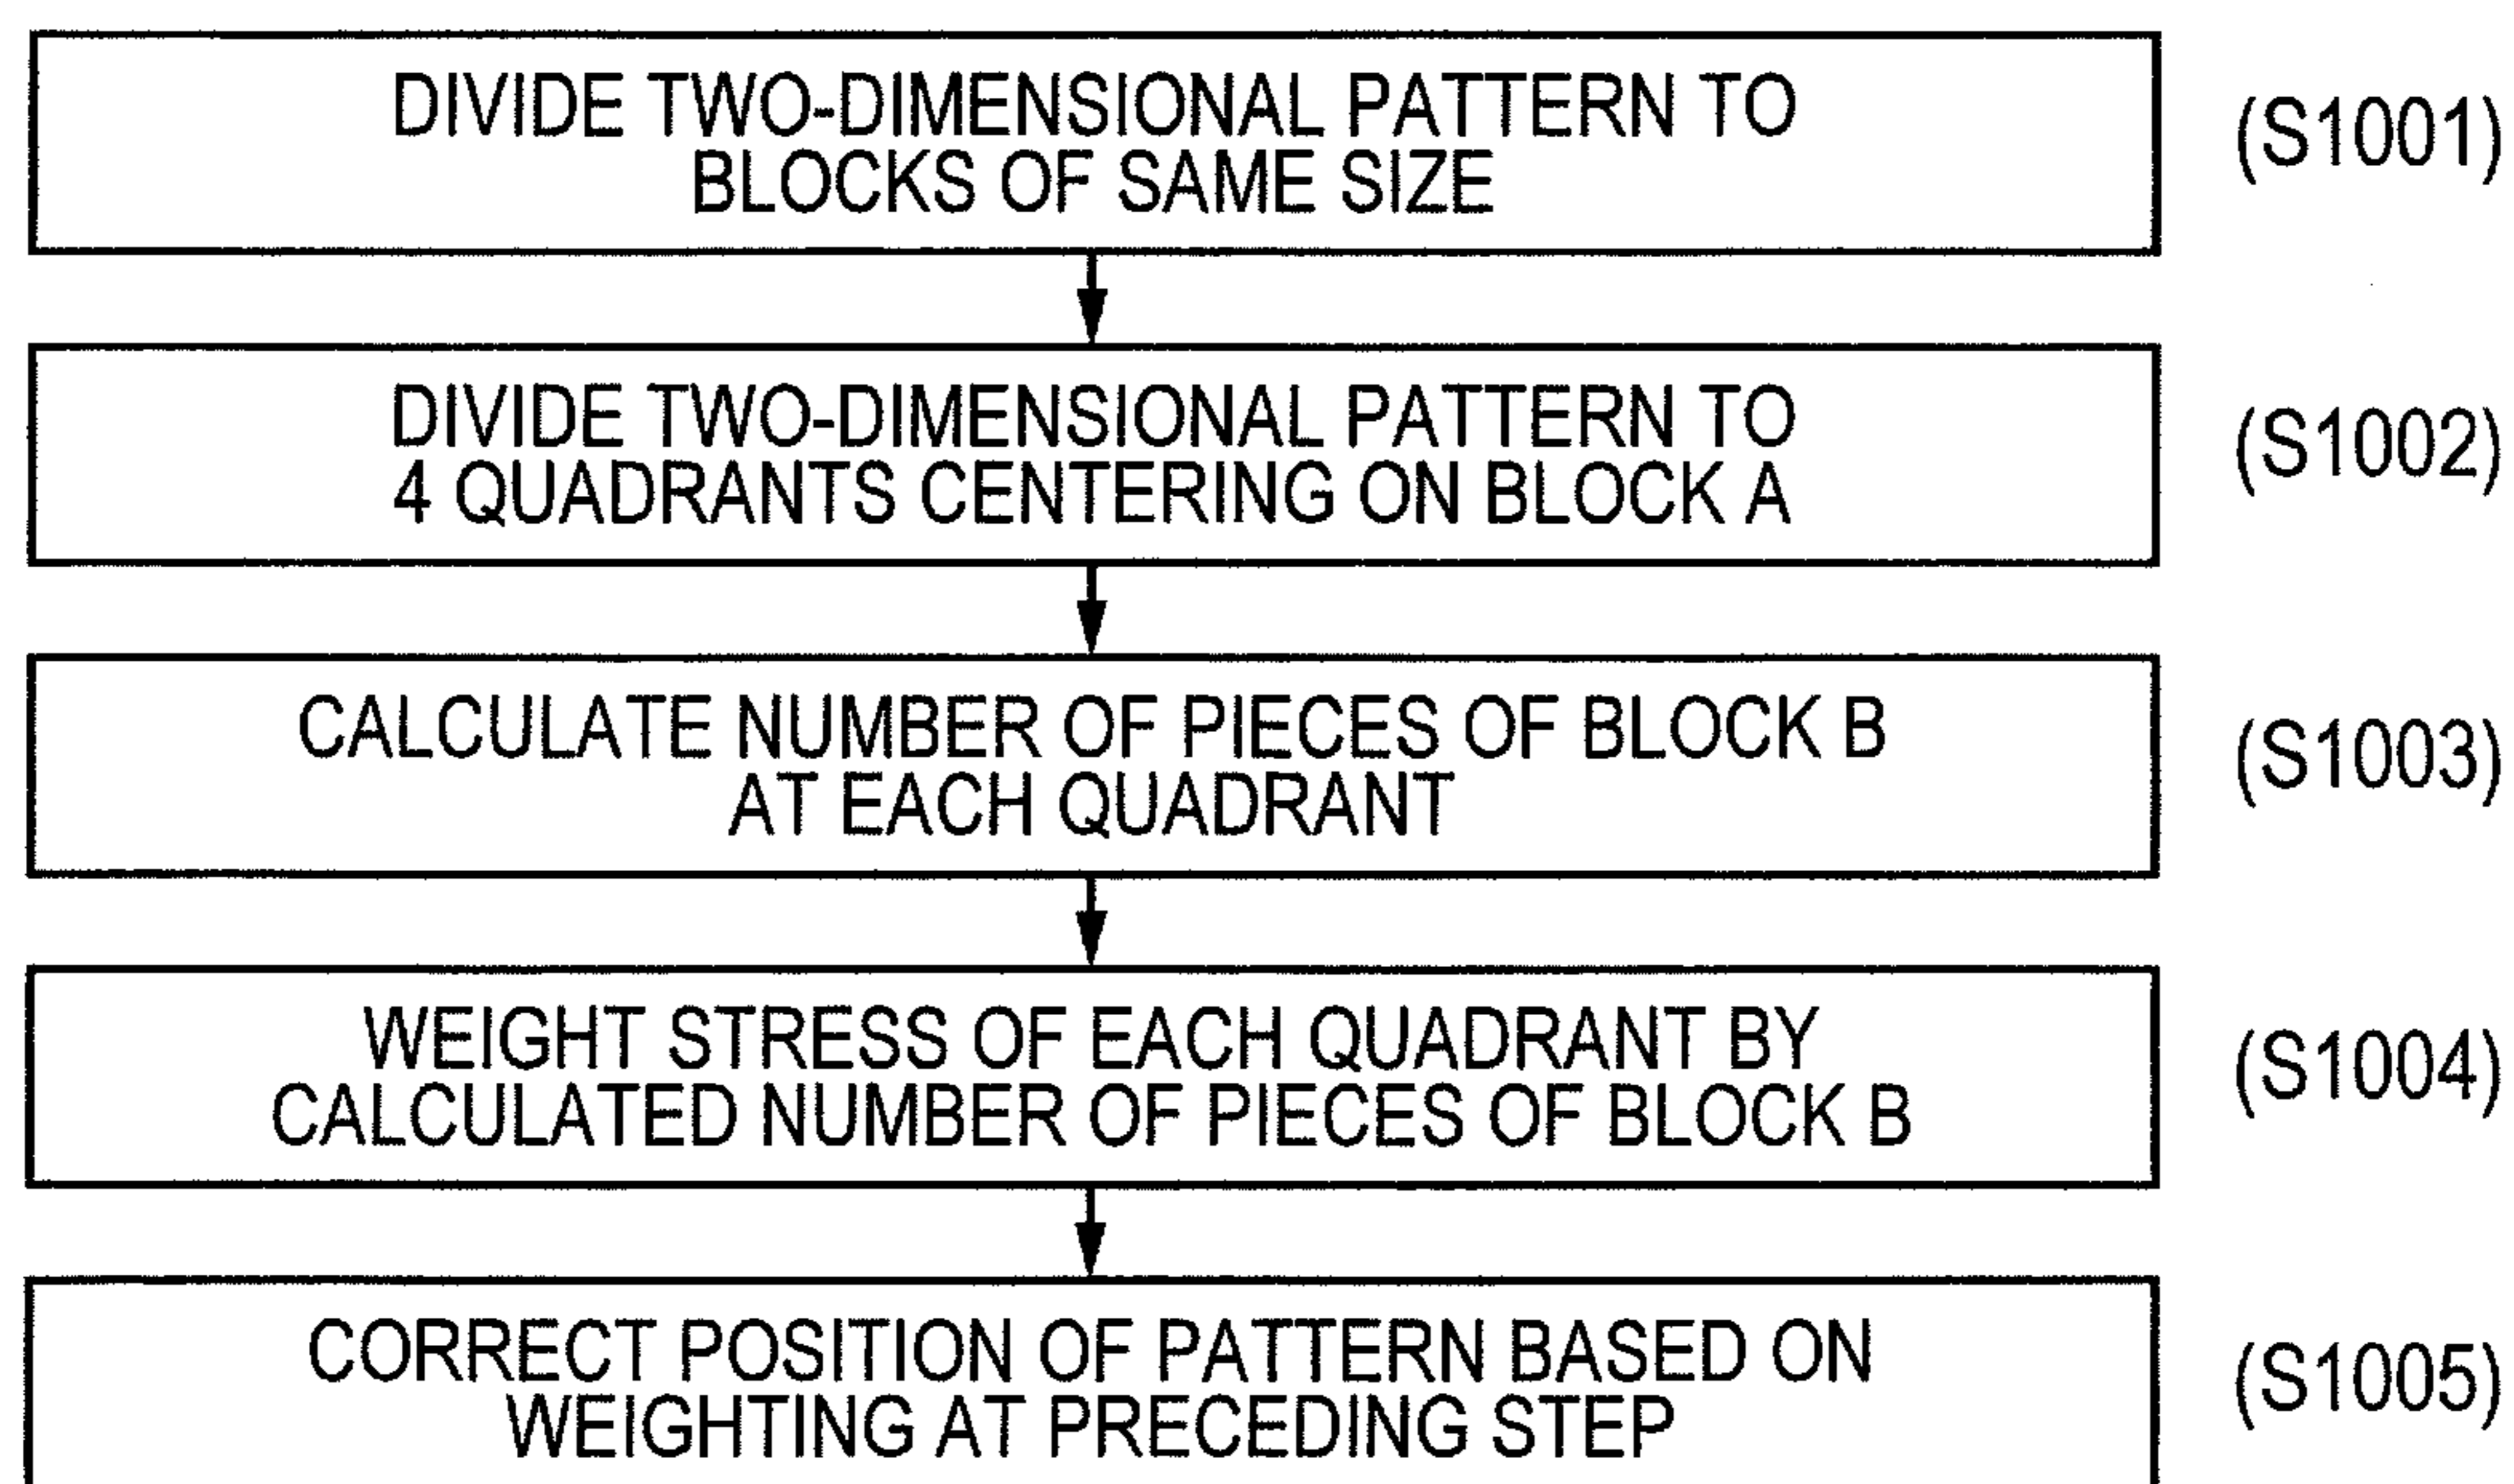 DIVIDE TWO-DIMENSIONAL PATTERN TO
BLOCKS OF SAME SIZE
(S1001)
DIVIDE TWO-DIMENSIONAL PATTERN TO
4 QUADRANTS CENTERING ON BLOCK A
(S1002)
CALCULATE NUMBER OF PIECES OF BLOCK B
AT EACH QUADRANT
(S1003)
WEIGHT STRESS OF EACH QUADRANT BY
CALCULATED NUMBER OF PIECES OF BLOCK B
(S1004)
CORRECT POSITION OF PATTERN BASED ON
WEIGHTING AT PRECEDING STEP
(S1005)